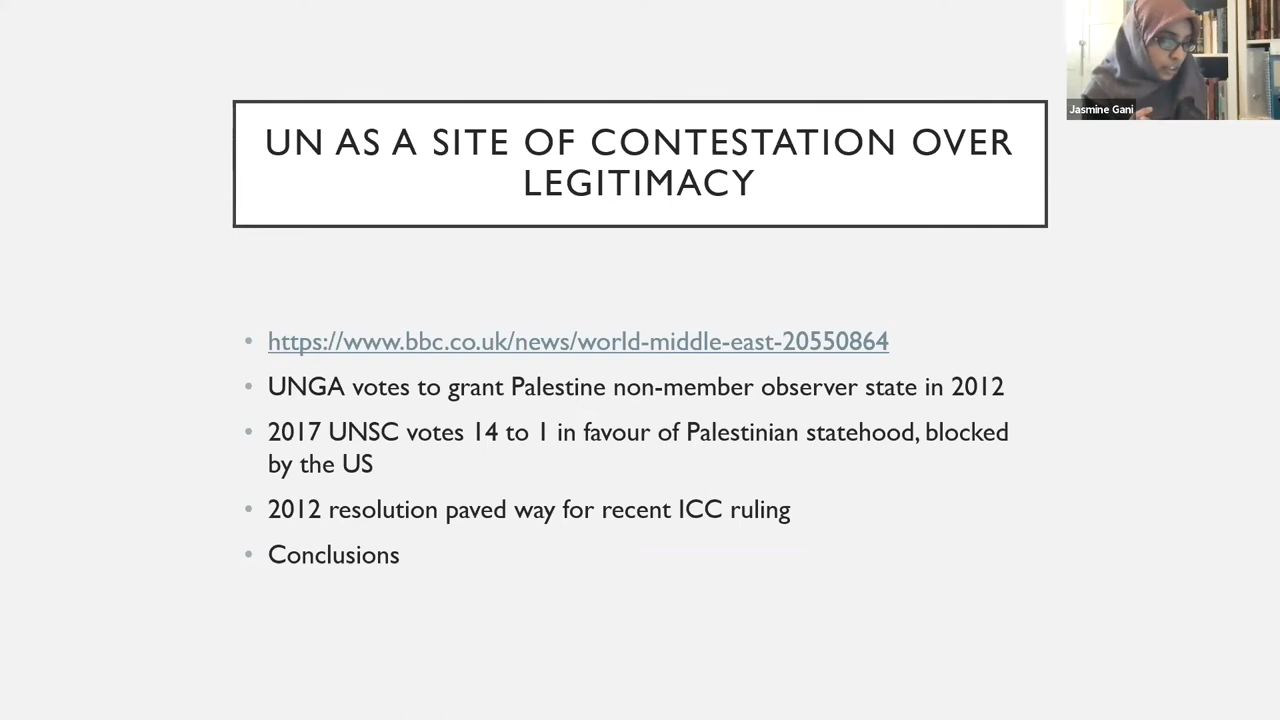 Jasmine Gani
UN AS A SITE OF CONTESTATION OVER
LEGITIMACY
• https://www.bbc.co.uk/news/world-middle-east-20550864
• UNGA votes to grant Palestine non-member observer state in 2012
• 2017 UNSC votes 14 to 1 in favour of Palestinian statehood, blocked
by the US
• 2012 resolution paved way for recent ICC ruling
• Conclusions